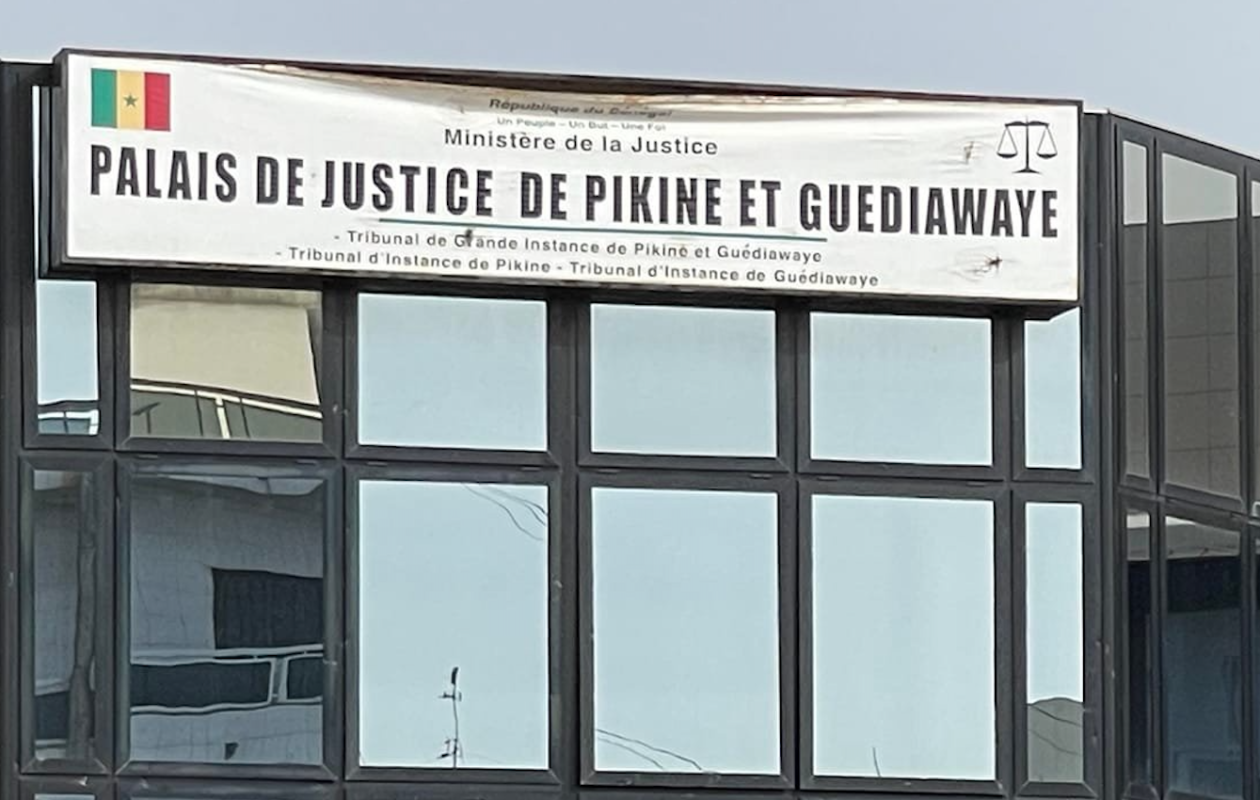 République du Sénégal
Un Peuple – Un But – Une Foi
Ministère de la Justice
PALAIS DE JUSTICE DE PIKINE ET GUEDIAWAYE
- Tribunal de Grande Instance de Pikine et Guédiawaye
- Tribunal d'Instance de Pikine - Tribunal d'Instance de Guédiawaye